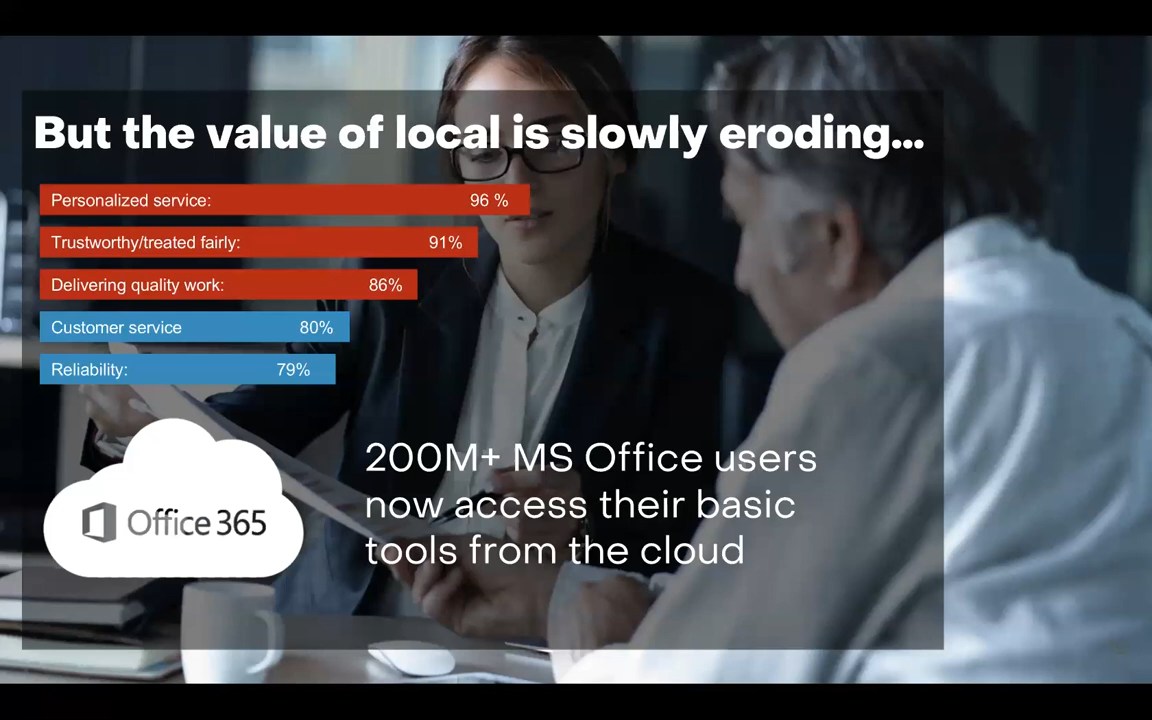 But the value of local is slowly eroding...
Personalized service: 96 %
Trustworthy/treated fairly: 91%
Delivering quality work: 86%
Customer service 80%
Reliability: 79%
Office 365
200M+ MS Office users
now access their basic
tools from the cloud